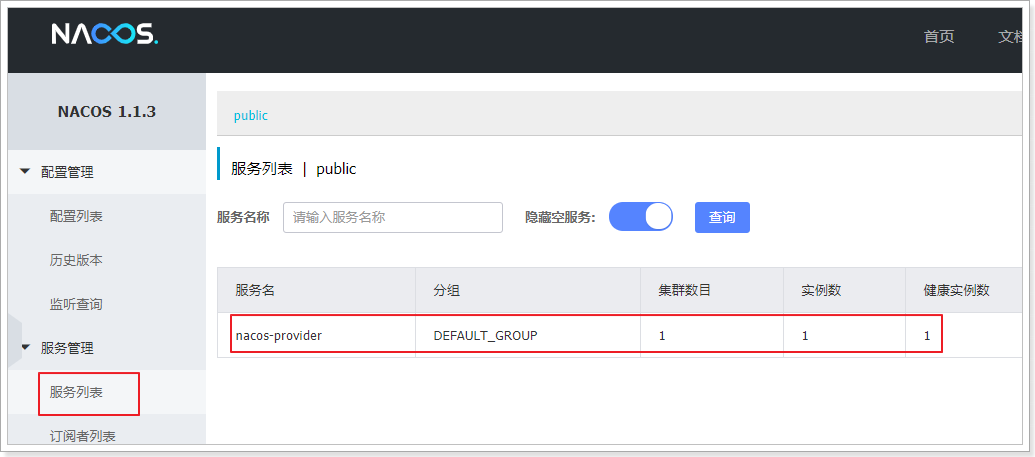 NACOS.
首页 文档
NACOS 1.1.3
public
配置管理
服务列表 | public
配置列表
服务名称 请输入服务名称 隐藏空服务: 查询
历史版本
监听查询
服务名 分组 集群数目 实例数 健康实例数
服务管理
nacos-provider DEFAULT_GROUP 1 1 1
服务列表
订阅者列表